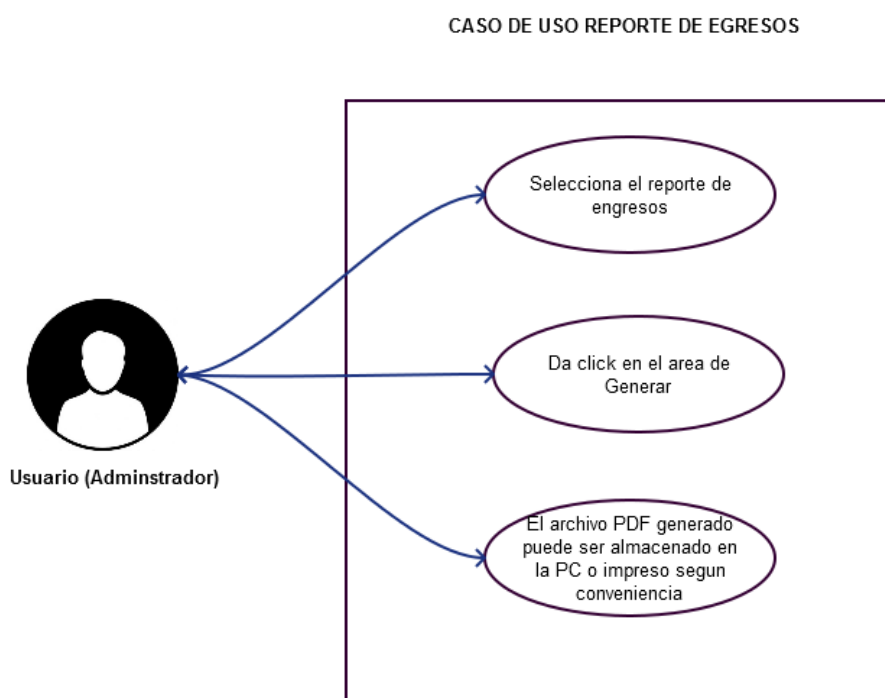 CASO DE USO REPORTE DE EGRESOS
Selecciona el reporte de
engresos
Da click en el area de
Generar
Usuario (Adminstrador)
El archivo PDF generado
puede ser almacenado en
la PC o impreso segun
conveniencia